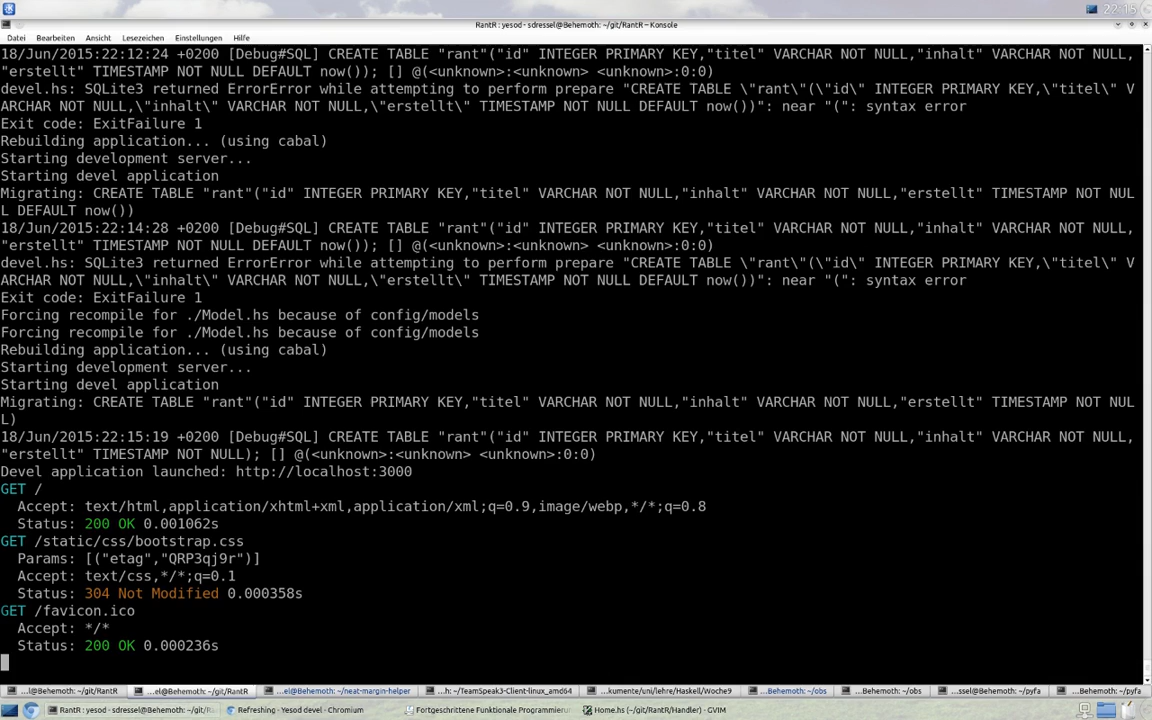 22:15
RantR : yesod - sdressel@Behemoth: ~/git/RantR – Konsole
Datei Bearbeiten Ansicht Lesezeichen Einstellungen Hilfe
18/Jun/2015:22:12:24 +0200 [Debug#SQL] CREATE TABLE "rant"("id" INTEGER PRIMARY KEY,"titel" VARCHAR NOT NULL,"inhalt" VARCHAR NOT NULL,
"erstellt" TIMESTAMP NOT NULL DEFAULT now()); [] @(<unknown>:<unknown> <unknown>:0:0)
devel.hs: SQLite3 returned ErrorError while attempting to perform prepare "CREATE TABLE \"rant\"(\"id\" INTEGER PRIMARY KEY,\"titel\" V
ARCHAR NOT NULL,\"inhalt\" VARCHAR NOT NULL,\"erstellt\" TIMESTAMP NOT NULL DEFAULT now())": near "(": syntax error
Exit code: ExitFailure 1
Rebuilding application... (using cabal)
Starting development server...
Starting devel application
Migrating: CREATE TABLE "rant"("id" INTEGER PRIMARY KEY,"titel" VARCHAR NOT NULL,"inhalt" VARCHAR NOT NULL,"erstellt" TIMESTAMP NOT NUL
L DEFAULT now())
18/Jun/2015:22:14:28 +0200 [Debug#SQL] CREATE TABLE "rant"("id" INTEGER PRIMARY KEY,"titel" VARCHAR NOT NULL,"inhalt" VARCHAR NOT NULL,
"erstellt" TIMESTAMP NOT NULL DEFAULT now()); [] @(<unknown>:<unknown> <unknown>:0:0)
devel.hs: SQLite3 returned ErrorError while attempting to perform prepare "CREATE TABLE \"rant\"(\"id\" INTEGER PRIMARY KEY,\"titel\" V
ARCHAR NOT NULL,\"inhalt\" VARCHAR NOT NULL,\"erstellt\" TIMESTAMP NOT NULL DEFAULT now())": near "(": syntax error
Exit code: ExitFailure 1
Forcing recompile for ./Model.hs because of config/models
Forcing recompile for ./Model.hs because of config/models
Rebuilding application... (using cabal)
Starting development server...
Starting devel application
Migrating: CREATE TABLE "rant"("id" INTEGER PRIMARY KEY,"titel" VARCHAR NOT NULL,"inhalt" VARCHAR NOT NULL,"erstellt" TIMESTAMP NOT NUL
L)
18/Jun/2015:22:15:19 +0200 [Debug#SQL] CREATE TABLE "rant"("id" INTEGER PRIMARY KEY,"titel" VARCHAR NOT NULL,"inhalt" VARCHAR NOT NULL,
"erstellt" TIMESTAMP NOT NULL); [] @(<unknown>:<unknown> <unknown>:0:0)
Devel application launched: http://localhost:3000
GET /
Accept: text/html,application/xhtml+xml,application/xml;q=0.9,image/webp,*/*;q=0.8
Status: 200 OK 0.001062s
GET /static/css/bootstrap.css
Params: [("etag","QRP3qj9r")]
Accept: text/css,*/*;q=0.1
Status: 304 Not Modified 0.000358s
GET /favicon.ico
Accept: */*
Status: 200 OK 0.000236s
...l@Behemoth: ~/git/RantR ...el@Behemoth: ~/git/RantR ...el@Behemoth: ~/neat-margin-helper ...h: ~/TeamSpeak3-Client-linux_amd64 ...kumente/uni/lehre/Haskell/Woche9 ...Behemoth: ~/obs ...Behemoth: ~/obs ...ssel@Behemoth: ~/pyfa ...Behemoth: ~/pyfa
RantR : yesod - sdressel@Behemoth: ~/git/Ra Refreshing - Yesod devel - Chromium Fortgeschrittene Funktionale Programmierun Home.hs (~/git/RantR/Handler) - GVIM